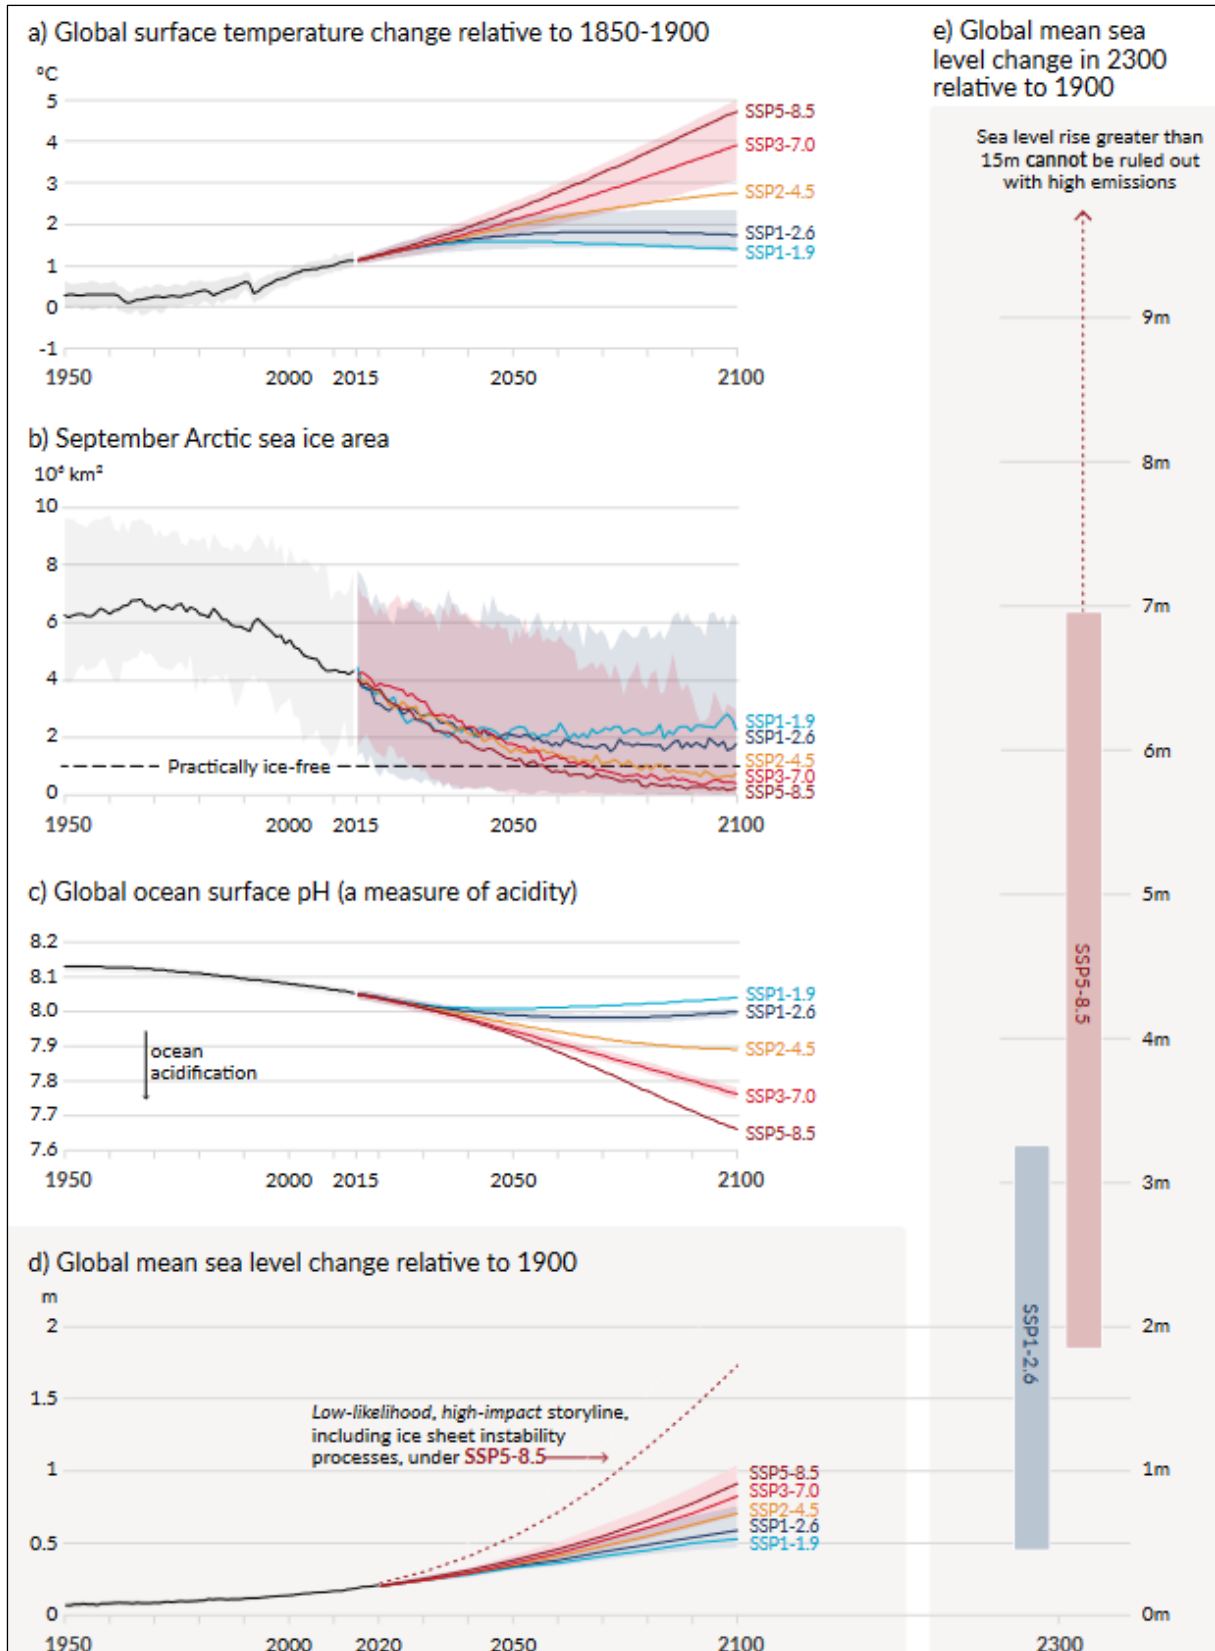 a) Global surface temperature change relative to 1850-1900
ºC
5
4
3
2
1
0
-1
SSP5-8.5
SSP3-7.0
SSP2-4.5
SSP1-2.6
SSP1-1.9
1950 2000 2015 2050 2100
b) September Arctic sea ice area
10⁶ km²
10
8
6
4
2
0
Practically ice-free
SSP1-1.9
SSP1-2.6
SSP2-4.5
SSP3-7.0
SSP5-8.5
1950 2000 2015 2050 2100
c) Global ocean surface pH (a measure of acidity)
8.2
8.1
8.0
7.9
7.8
7.7
7.6
ocean
acidification
SSP1-1.9
SSP1-2.6
SSP2-4.5
SSP3-7.0
SSP5-8.5
1950 2000 2015 2050 2100
d) Global mean sea level change relative to 1900
m
2
1.5
1
0.5
0
Low-likelihood, high-impact storyline,
including ice sheet instability
processes, under SSP5-8.5
SSP5-8.5
SSP3-7.0
SSP2-4.5
SSP1-2.6
SSP1-1.9
1950 2000 2020 2050 2100
e) Global mean sea
level change in 2300
relative to 1900
Sea level rise greater than
15m cannot be ruled out
with high emissions
9m
8m
7m
6m
5m
4m
3m
2m
1m
0m
SSP5-8.5
SSP1-2.6
2300